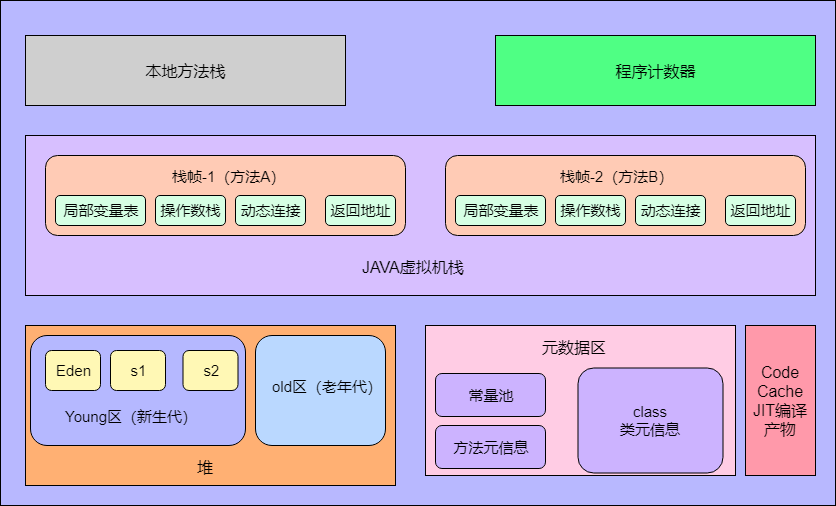 本地方法栈
程序计数器
栈帧-1（方法A）
局部变量表
操作数栈
动态连接
返回地址
栈帧-2（方法B）
局部变量表
操作数栈
动态连接
返回地址
JAVA虚拟机栈
Eden
s1
s2
Young区（新生代）
old区（老年代）
堆
元数据区
常量池
方法元信息
class
类元信息
Code
Cache
JIT编译
产物